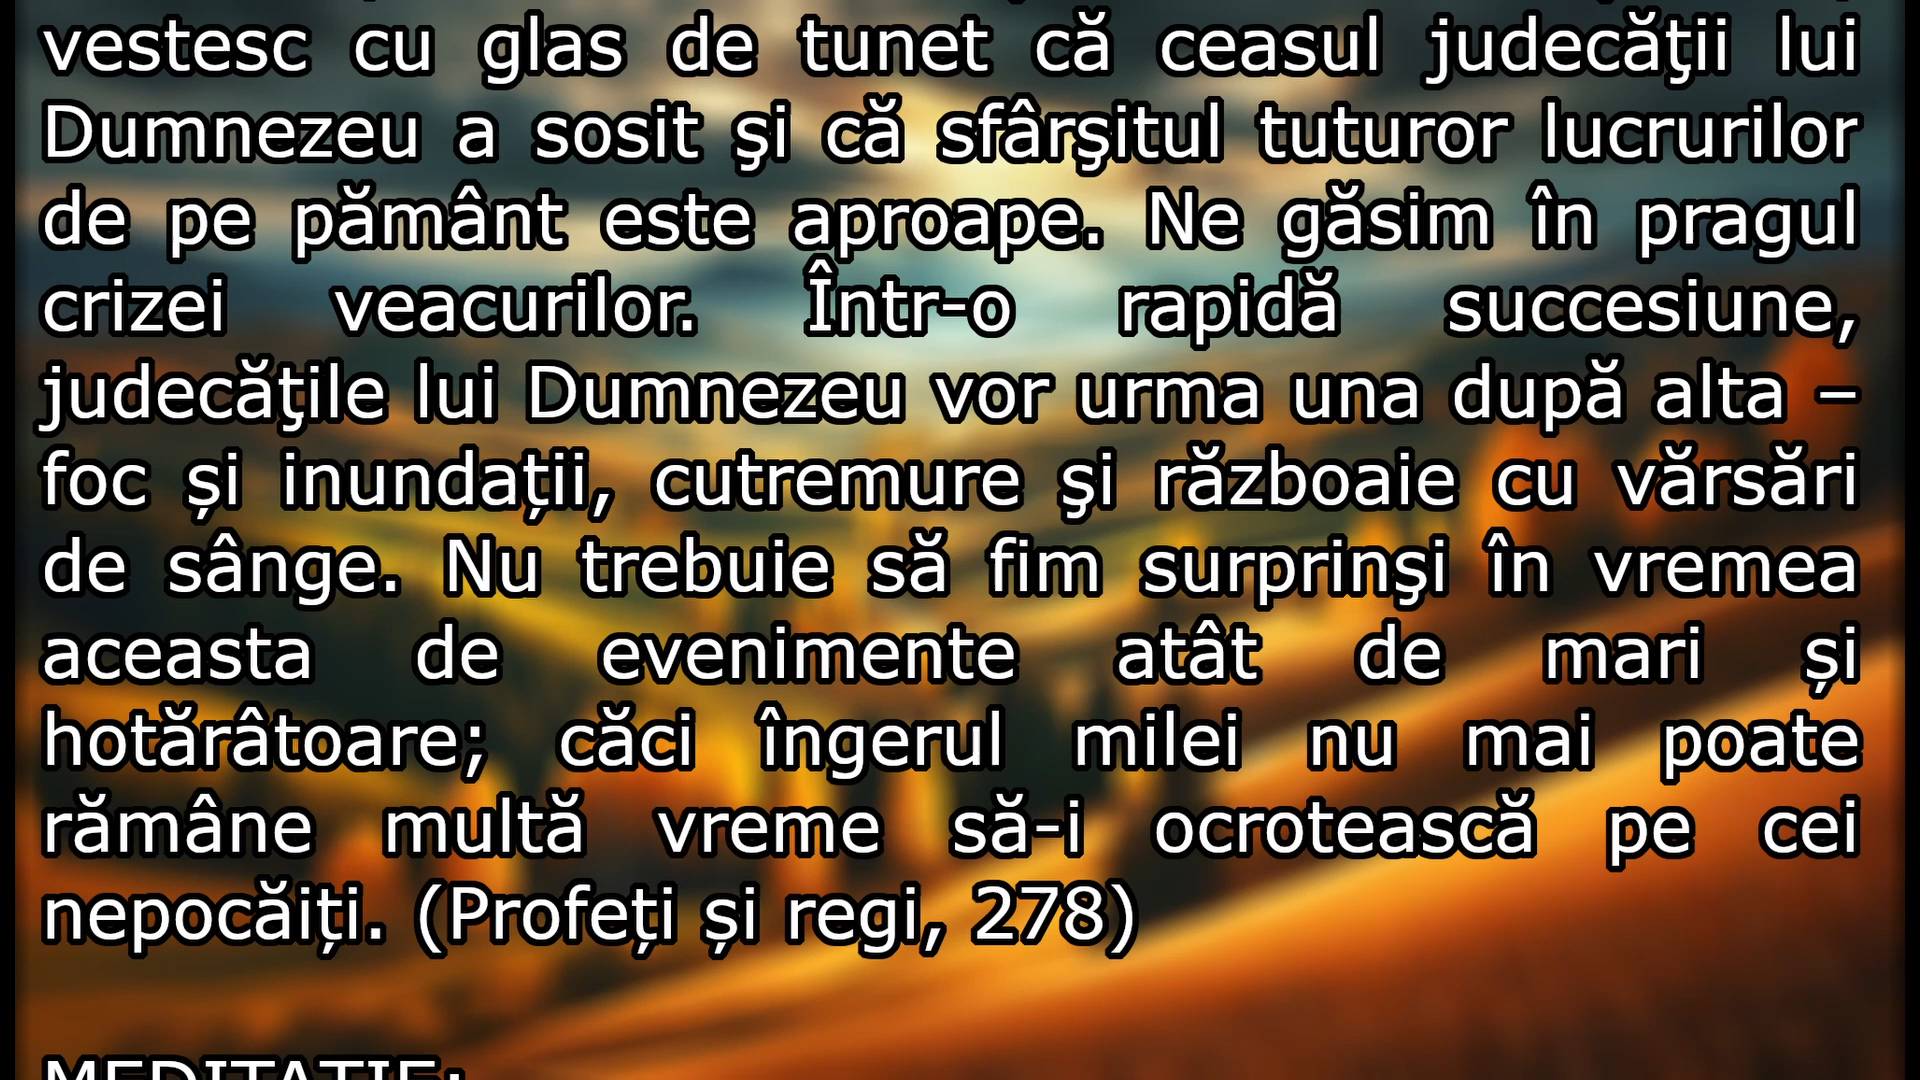 vestesc cu glas de tunet că ceasul judecăţii lui
Dumnezeu a sosit şi că sfârşitul tuturor lucrurilor
de pe pământ este aproape. Ne găsim în pragul
crizei veacurilor. Într-o rapidă succesiune,
judecăţile lui Dumnezeu vor urma una după alta –
foc și inundații, cutremure şi războaie cu vărsări
de sânge. Nu trebuie să fim surprinşi în vremea
aceasta de evenimente atât de mari și
hotărâtoare; căci îngerul milei nu mai poate
rămâne multă vreme să-i ocrotească pe cei
nepocăiți. (Profeți și regi, 278)
MEDITAȚIE: